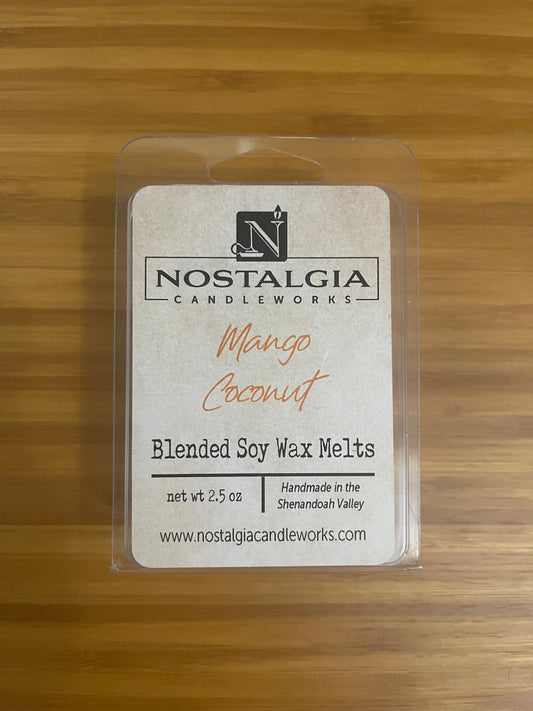 N
NOSTALGIA
CANDLEWORKS
Mango
Coconut
Blended Soy Wax Melts
net wt 2.5 oz
Handmade in the
Shenandoah Valley
www.nostalgiacandleworks.com